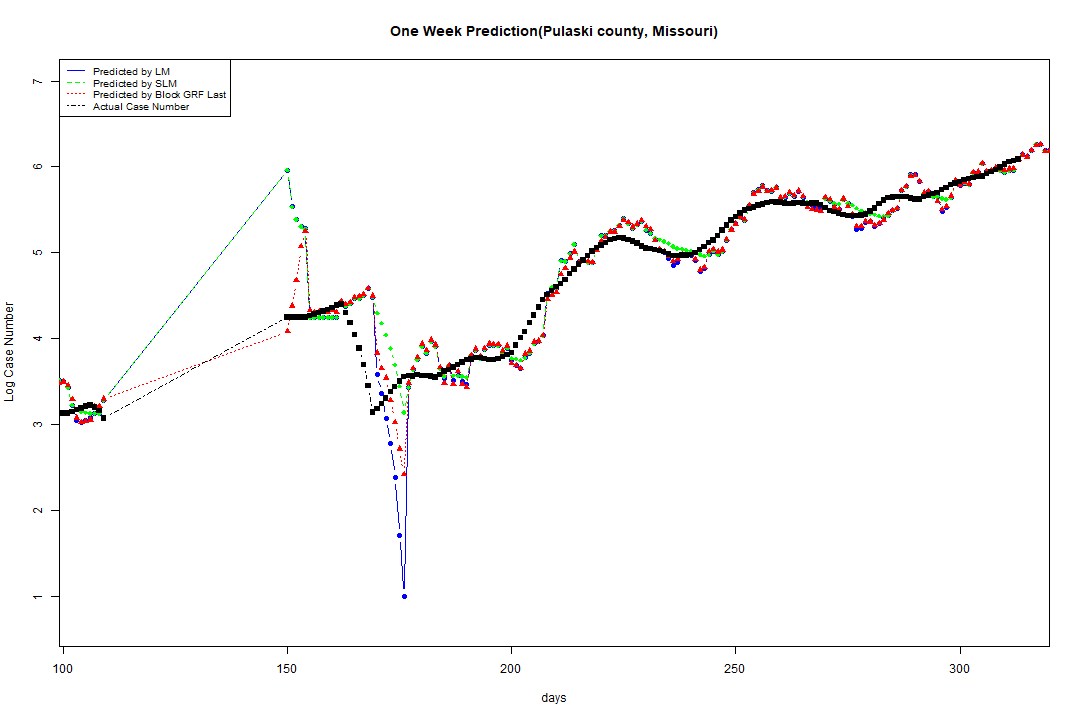 One Week Prediction(Pulaski county, Missouri)
Predicted by LM
Predicted by SLM
Predicted by Block GRF Last
Actual Case Number
7
6
5
4
3
2
1
Log Case Number
100 150 200 250 300
days